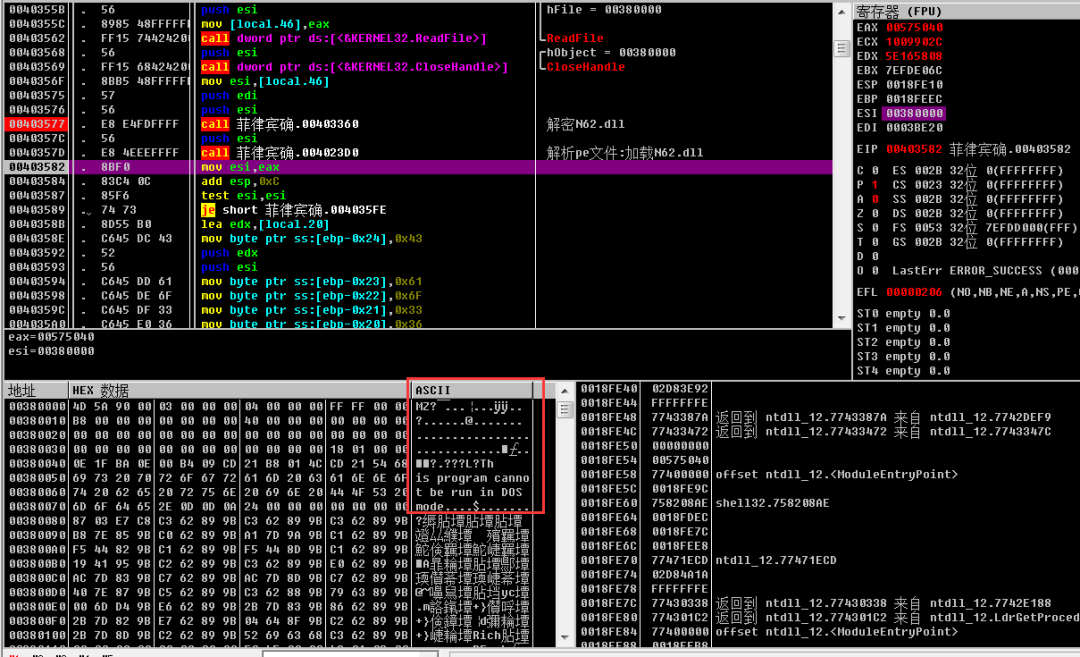 0040355B . 56 push esi hFile = 00380000
0040355C . 8985 48FFFFFF mov [local.46],eax
00403562 . FF15 74424200 call dword ptr ds:[<&KERNEL32.ReadFile>] ReadFile
00403568 . 56 push esi hObject = 00380000
00403569 . FF15 68424200 call dword ptr ds:[<&KERNEL32.CloseHandle>] CloseHandle
0040356F . 8BB5 48FFFFFF mov esi,[local.46]
00403575 . 57 push edi
00403576 . 56 push esi
00403577 . E8 E4FDFFFF call 菲律宾确.00403360 解密N62.dll
0040357C . 56 push esi
0040357D . E8 4EEEFFFF call 菲律宾确.004023D0 解析pe文件:加载N62.dll
00403582 . 8BF0 mov esi,eax
00403584 . 83C4 0C add esp,0xC
00403587 . 85F6 test esi,esi
00403589 . 74 73 je short 菲律宾确.004035FE
0040358B . 8D55 B0 lea edx,[local.20]
0040358E . C645 DC 43 mov byte ptr ss:[ebp-0x24],0x43
00403592 . 52 push edx
00403593 . 56 push esi
00403594 . C645 DD 61 mov byte ptr ss:[ebp-0x23],0x61
00403598 . C645 DE 6F mov byte ptr ss:[ebp-0x22],0x6F
0040359C . C645 DF 33 mov byte ptr ss:[ebp-0x21],0x33
004035A0 . C645 E0 36 mov byte ptr ss:[ebp-0x20],0x36
eax=00575040
esi=00380000
寄存器 (FPU)
EAX 00575040
ECX 1009902C
EDX 5E165808
EBX 7EFDE06C
ESP 0018FE10
EBP 0018FEEC
ESI 00380000
EDI 0003BE20
EIP 00403582 菲律宾确.00403582
C 0 ES 002B 32位 0(FFFFFFFF)
P 1 CS 0023 32位 0(FFFFFFFF)
A 0 SS 002B 32位 0(FFFFFFFF)
Z 0 DS 002B 32位 0(FFFFFFFF)
S 0 FS 0053 32位 7EFDD000(FFF)
T 0 GS 002B 32位 0(FFFFFFFF)
D 0
O 0 LastErr ERROR_SUCCESS (000
EFL 00000206 (NO,NB,NE,A,NS,PE,
ST0 empty 0.0
ST1 empty 0.0
ST2 empty 0.0
ST3 empty 0.0
ST4 empty 0.0
地址 HEX 数据 ASCII
00380000 4D 5A 90 00 03 00 00 00 04 00 00 00 FF FF 00 00 MZ?
00380010 B8 00 00 00 00 00 00 00 40 00 00 00 00 00 00 00 ?.......@.......
00380020 00 00 00 00 00 00 00 00 00 00 00 00 00 00 00 00 ................
00380030 00 00 00 00 00 00 00 00 00 00 00 00 18 01 00 00
00380040 0E 1F BA 0E 00 B4 09 CD 21 B8 01 4C CD 21 54 68 ?.???L?Th
00380050 69 73 20 70 72 6F 67 72 61 6D 20 63 61 6E 6E 6F is program canno
00380060 74 20 62 65 20 72 75 6E 20 69 6E 20 44 4F 53 20 t be run in DOS
00380070 6D 6F 64 65 2E 0D 0D 0A 24 00 00 00 00 00 00 00 mode....$.......
00380080 87 03 E7 C8 C3 62 89 9B C3 62 89 9B C3 62 89 9B
00380090 B8 7E 85 9B C0 62 89 9B A1 7D 9A 9B C1 62 89 9B
003800A0 F5 44 82 9B C1 62 89 9B F5 44 8D 9B C1 62 89 9B
003800B0 19 41 95 9B C2 62 89 9B C3 62 89 9B E0 62 89 9B
003800C0 AC 7D 83 9B C7 62 89 9B AC 7D 8D 9B C7 62 89 9B
003800D0 40 7E 87 9B C5 62 89 9B C3 62 88 9B 79 63 89 9B
003800E0 00 6D D4 9B E6 62 89 9B 2B 7D 83 9B 86 62 89 9B
003800F0 2B 7D 82 9B E7 62 89 9B 04 64 8F 9B C2 62 89 9B
00380100 2B 7D 8D 9B C2 62 89 9B 52 69 63 68 C3 62 89 9B
0018FE40 02D83E92
0018FE44 FFFFFFFE
0018FE48 7743387A 返回到 ntdll_12.7743387A 来自 ntdll_12.7742DEF9
0018FE4C 77433472 返回到 ntdll_12.77433472 来自 ntdll_12.7743347C
0018FE50 00000000
0018FE54 00575040
0018FE58 77400000 offset ntdll_12.<ModuleEntryPoint>
0018FE5C 0018FE9C
0018FE60 758208AE shell32.758208AE
0018FE64 0018FDEC
0018FE68 0018FE7C
0018FE6C 0018FEE8
0018FE70 77471ECD ntdll_12.77471ECD
0018FE74 02D84A1A
0018FE78 FFFFFFFE
0018FE7C 77430338 返回到 ntdll_12.77430338 来自 ntdll_12.7742E188
0018FE80 774301C2 返回到 ntdll_12.774301C2 来自 ntdll_12.LdrGetProced
0018FE84 77400000 offset ntdll_12.<ModuleEntryPoint>